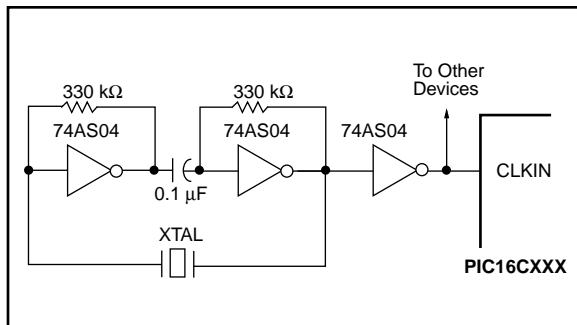 To Other
Devices
330 kΩ
330 kΩ
74AS04
74AS04
74AS04
CLKIN
0.1 µF
XTAL
PIC16CXXX